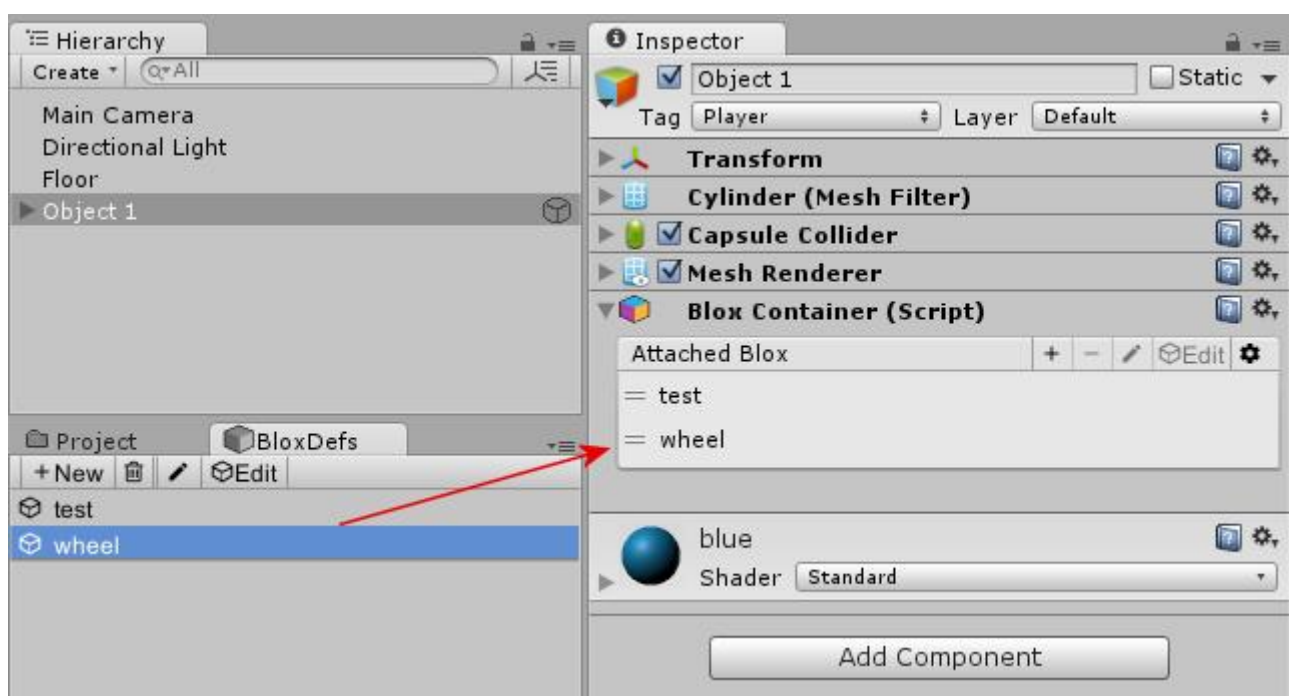 Hierarchy
Create All
Main Camera
Directional Light
Floor
Object 1
Project BloxDefs
+New Edit
test
wheel
Inspector
Object 1 Static
Tag Player Layer Default
Transform
Cylinder (Mesh Filter)
Capsule Collider
Mesh Renderer
Blox Container (Script)
Attached Blox + - Edit
= test
= wheel
blue
Shader Standard
Add Component